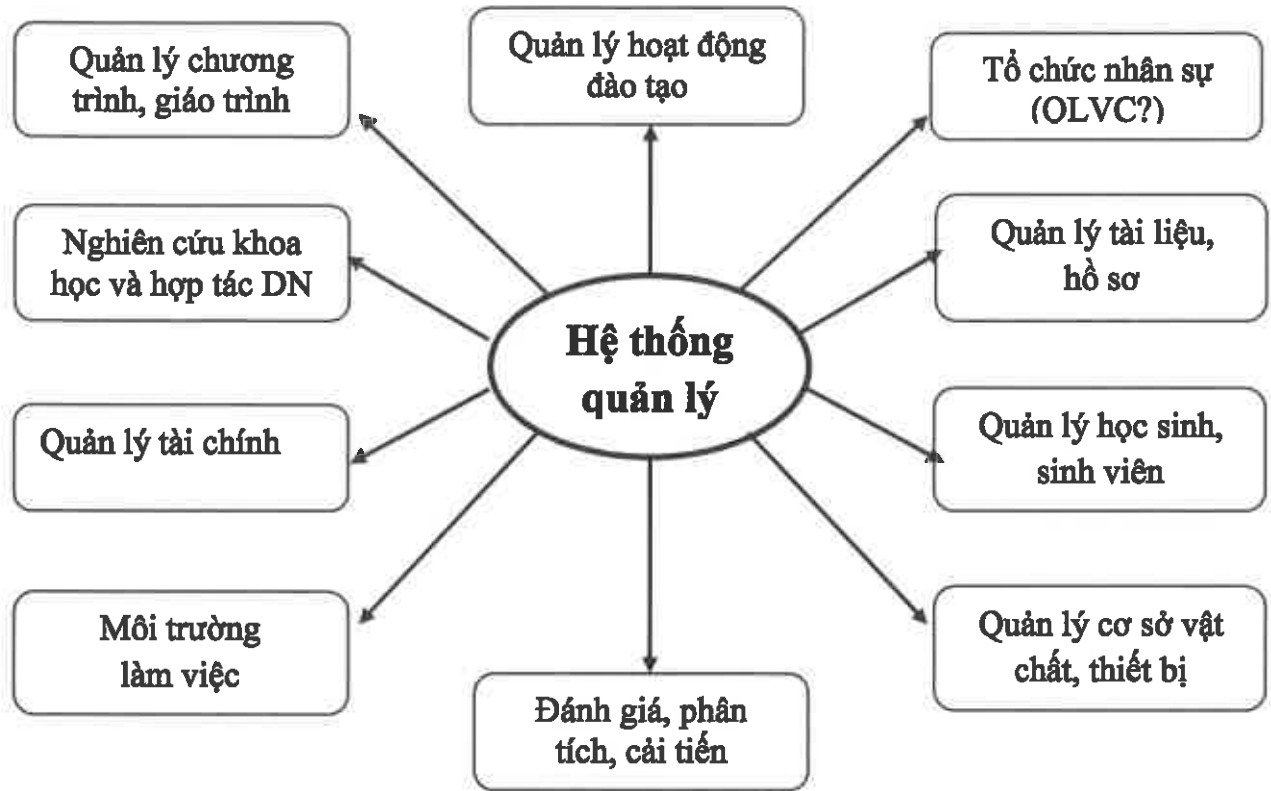 Quản lý chương
trình, giáo trình
Quản lý hoạt động
đào tạo
Tổ chức nhân sự
(OLVC?)
Nghiên cứu khoa
học và hợp tác DN
Quản lý tài liệu,
hồ sơ
Hệ thống
quản lý
Quản lý tài chính
Quản lý học sinh,
sinh viên
Môi trường
làm việc
Đánh giá, phân
tích, cải tiến
Quản lý cơ sở vật
chất, thiết bị